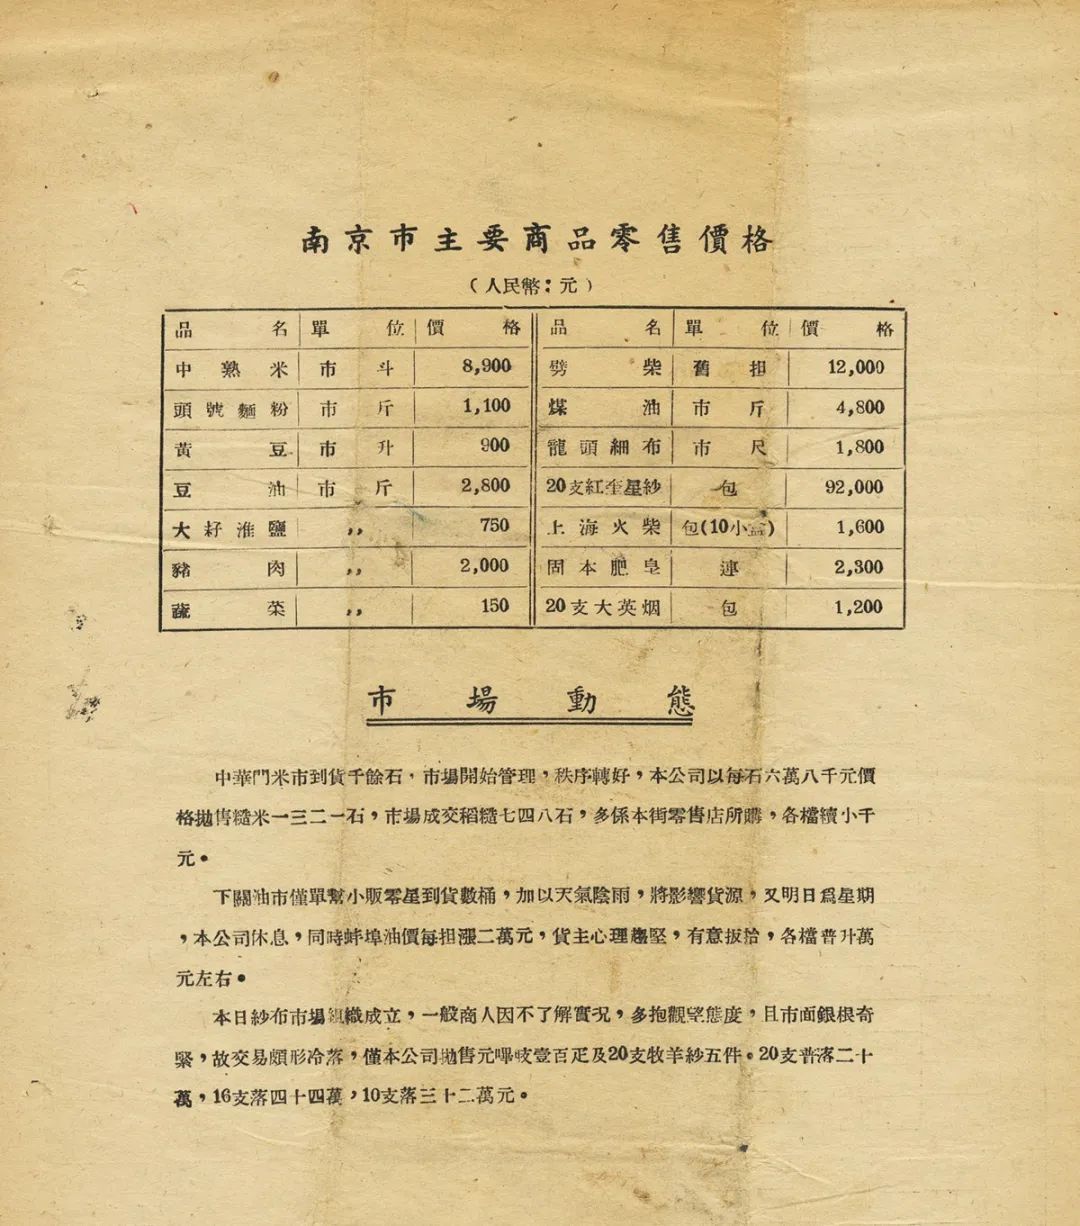 南京市主要商品零售價格
（人民幣：元）
品名 單位 價格 品名 單位 價格
中熟米 市斗 8,900 劈柴 舊担 12,000
頭號麵粉 市斤 1,100 煤油 市斤 4,800
黃豆 市升 900 龍頭細布 市尺 1,800
豆油 市斤 2,800 20支紅星紗 包 92,000
大籽淮鹽 ,, 750 上海火柴 包(10小盒) 1,600
豬肉 ,, 2,000 固本肥皂 連 2,300
蔬菜 ,, 150 20支大英烟 包 1,200
市場動態
中華門米市到貨千餘石，市場開始管理，秩序轉好，本公司以每石六萬八千元價
格拋售糙米一三二一石，市場成交稻糙七四八石，多係本街零售店所購，各檔續小千
元。
下關油市僅單幫小販零星到貨數桶，加以天氣陰雨，將影響貨源，又明日爲星期
，本公司休息，同時蚌埠油價每担漲二萬元，貨主心理趨堅，有意扳抬，各檔普升萬
元左右。
本日紗布市場組織成立，一般商人因不了解實况，多抱觀望態度，且市面銀根奇
緊，故交易頗形冷落，僅本公司拋售元嗶吱壹百疋及20支牧羊紗五件。20支普落二十
萬，16支落四十四萬，10支落三十二萬元。